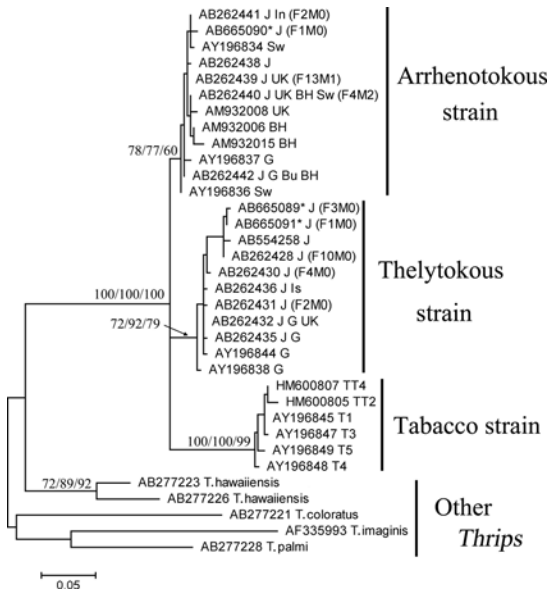 AB262441 J In (F2M0)
AB665090* J (F1M0)
AY196834 Sw
AB262438 J
AB262439 J UK (F13M1)
AB262440 J UK BH Sw (F4M2)
AM932008 UK
AM932006 BH
AM932015 BH
AY196837 G
AB262442 J G Bu BH
AY196836 Sw
78/77/60
Arrhenotokous
strain
AB665089* J (F3M0)
AB665091* J (F1M0)
AB554258 J
AB262428 J (F10M0)
AB262430 J (F4M0)
AB262436 J Is
AB262431 J (F2M0)
AB262432 J G UK
AB262435 J G
AY196844 G
AY196838 G
100/100/100
72/92/79
Thelytokous
strain
HM600807 TT4
HM600805 TT2
AY196845 T1
AY196847 T3
AY196849 T5
AY196848 T4
100/100/99
Tabacco strain
72/89/92
AB277223 T.hawaiiensis
AB277226 T.hawaiiensis
AB277221 T.coloratus
AF335993 T.imaginis
AB277228 T.palmi
Other
Thrips
0.05